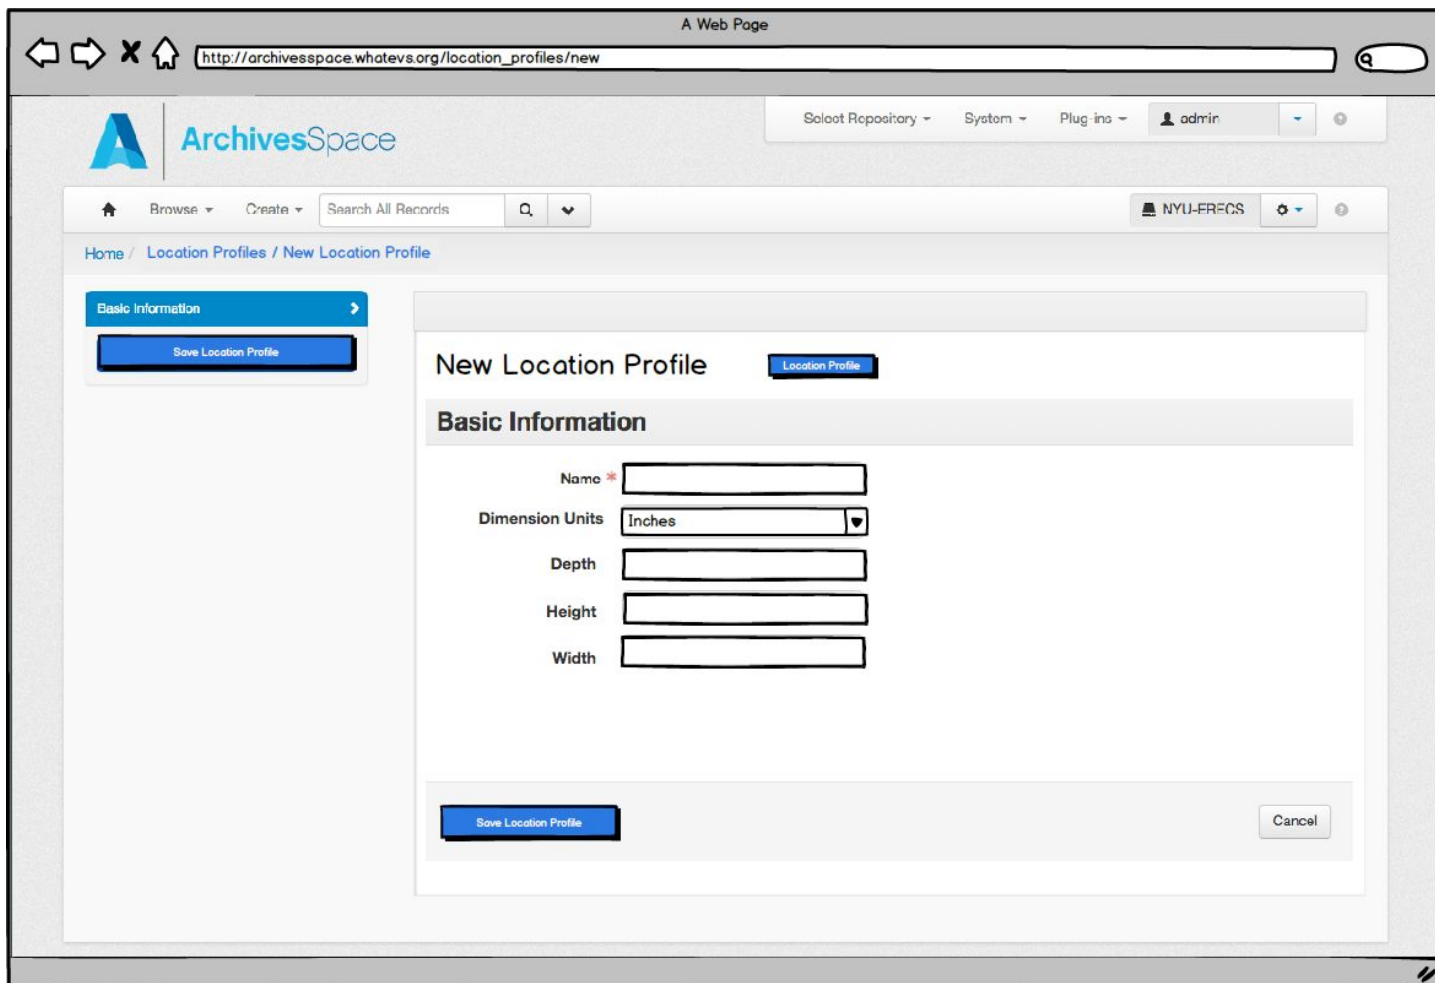 A Web Page
http://archivesspace.whatevs.org/location_profiles/new
ArchivesSpace
Select Repository System Plug-ins admin
Browse Create Search All Records NYU-FRECS
Home / Location Profiles / New Location Profile
Basic Information
Save Location Profile
New Location Profile Location Profile
Basic Information
Name *
Dimension Units Inches
Depth
Height
Width
Save Location Profile Cancel